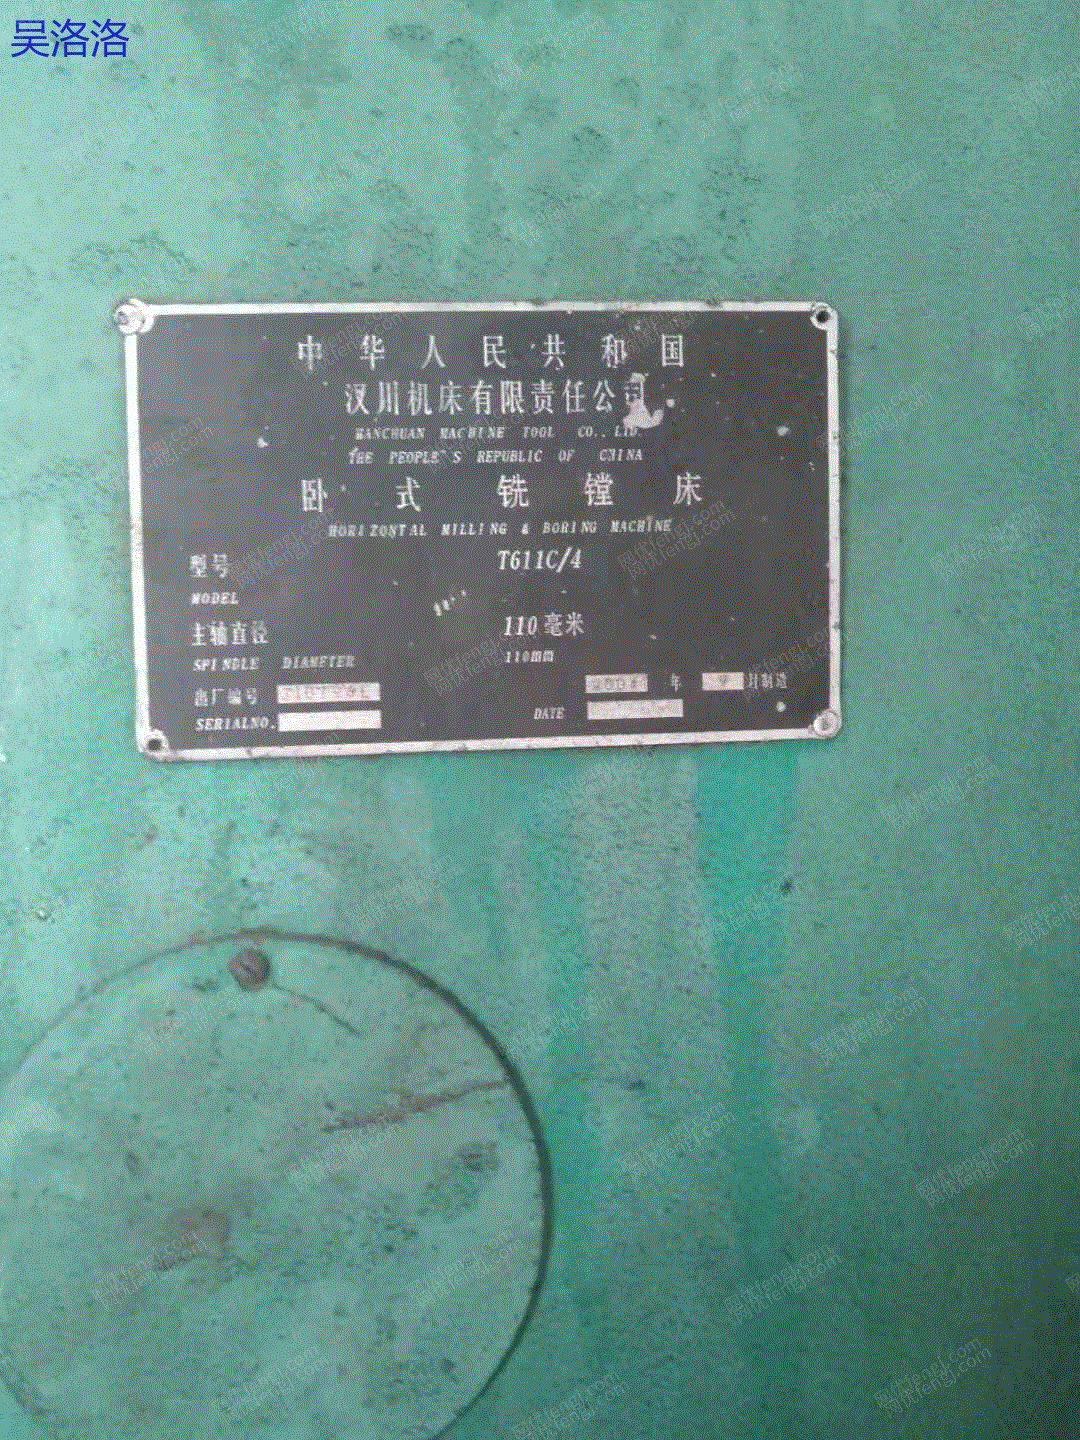 吴洛洛
中华人民共和国
汉川机床有限责任公司
HANCHUAN MACHINE TOOL CO., LTD.
THE PEOPLE'S REPUBLIC OF CHINA
卧式铣镗床
HORIZONTAL MILLING & BORING MACHINE
型号 T611C/4
MODEL
主轴直径 110毫米
SPINDLE DIAMETER 110mm
出厂编号 年 9 月制造
SERIALNO. DATE